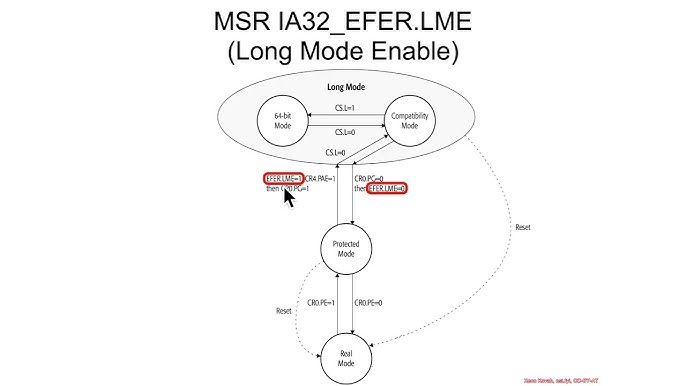 MSR IA32_EFER.LME
(Long Mode Enable)
Long Mode
64-bit
Mode
CS.L=1
CS.L=0
Compatibility
Mode
CS.L=0
EFER.LME=1, CR4.PAE=1
then CR0.PG=1
CR0.PG=0
then EFER.LME=0
Reset
Protected
Mode
Reset
CR0.PE=1
CR0.PE=0
Real
Mode